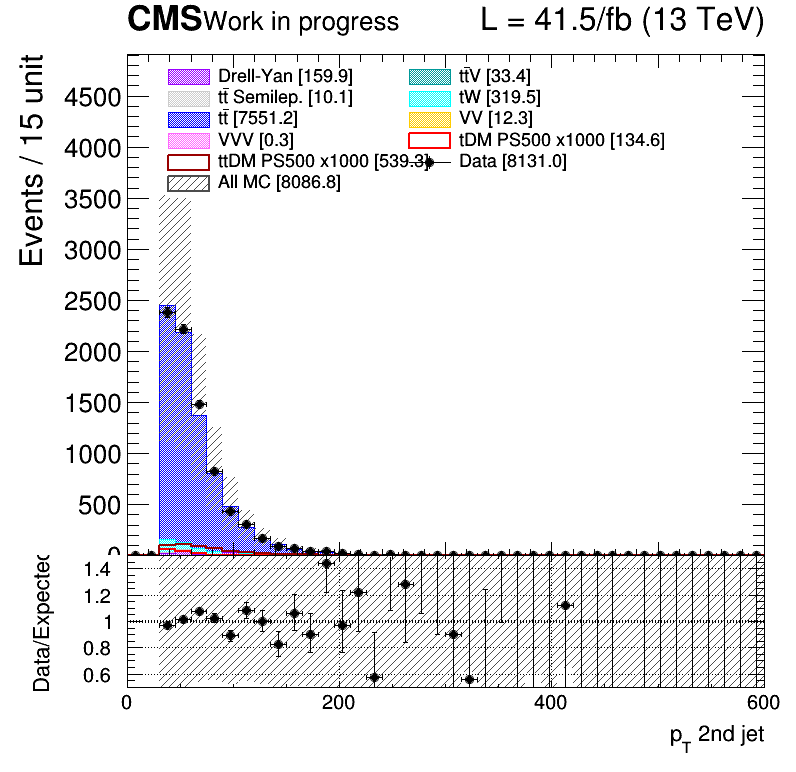 CMS Work in progress L = 41.5/fb (13 TeV)
Events / 15 unit
4500
4000
3500
3000
2500
2000
1500
1000
500
0
Drell-Yan [159.9] tt̄V [33.4]
tt̄ Semilep. [10.1] tW [319.5]
tt̄ [7551.2] VV [12.3]
VVV [0.3] tDM PS500 x1000 [134.6]
ttDM PS500 x1000 [539.3] Data [8131.0]
All MC [8086.8]
Data/Expected
1.4
1.2
1
0.8
0.6
0 200 400 600
p_T 2nd jet